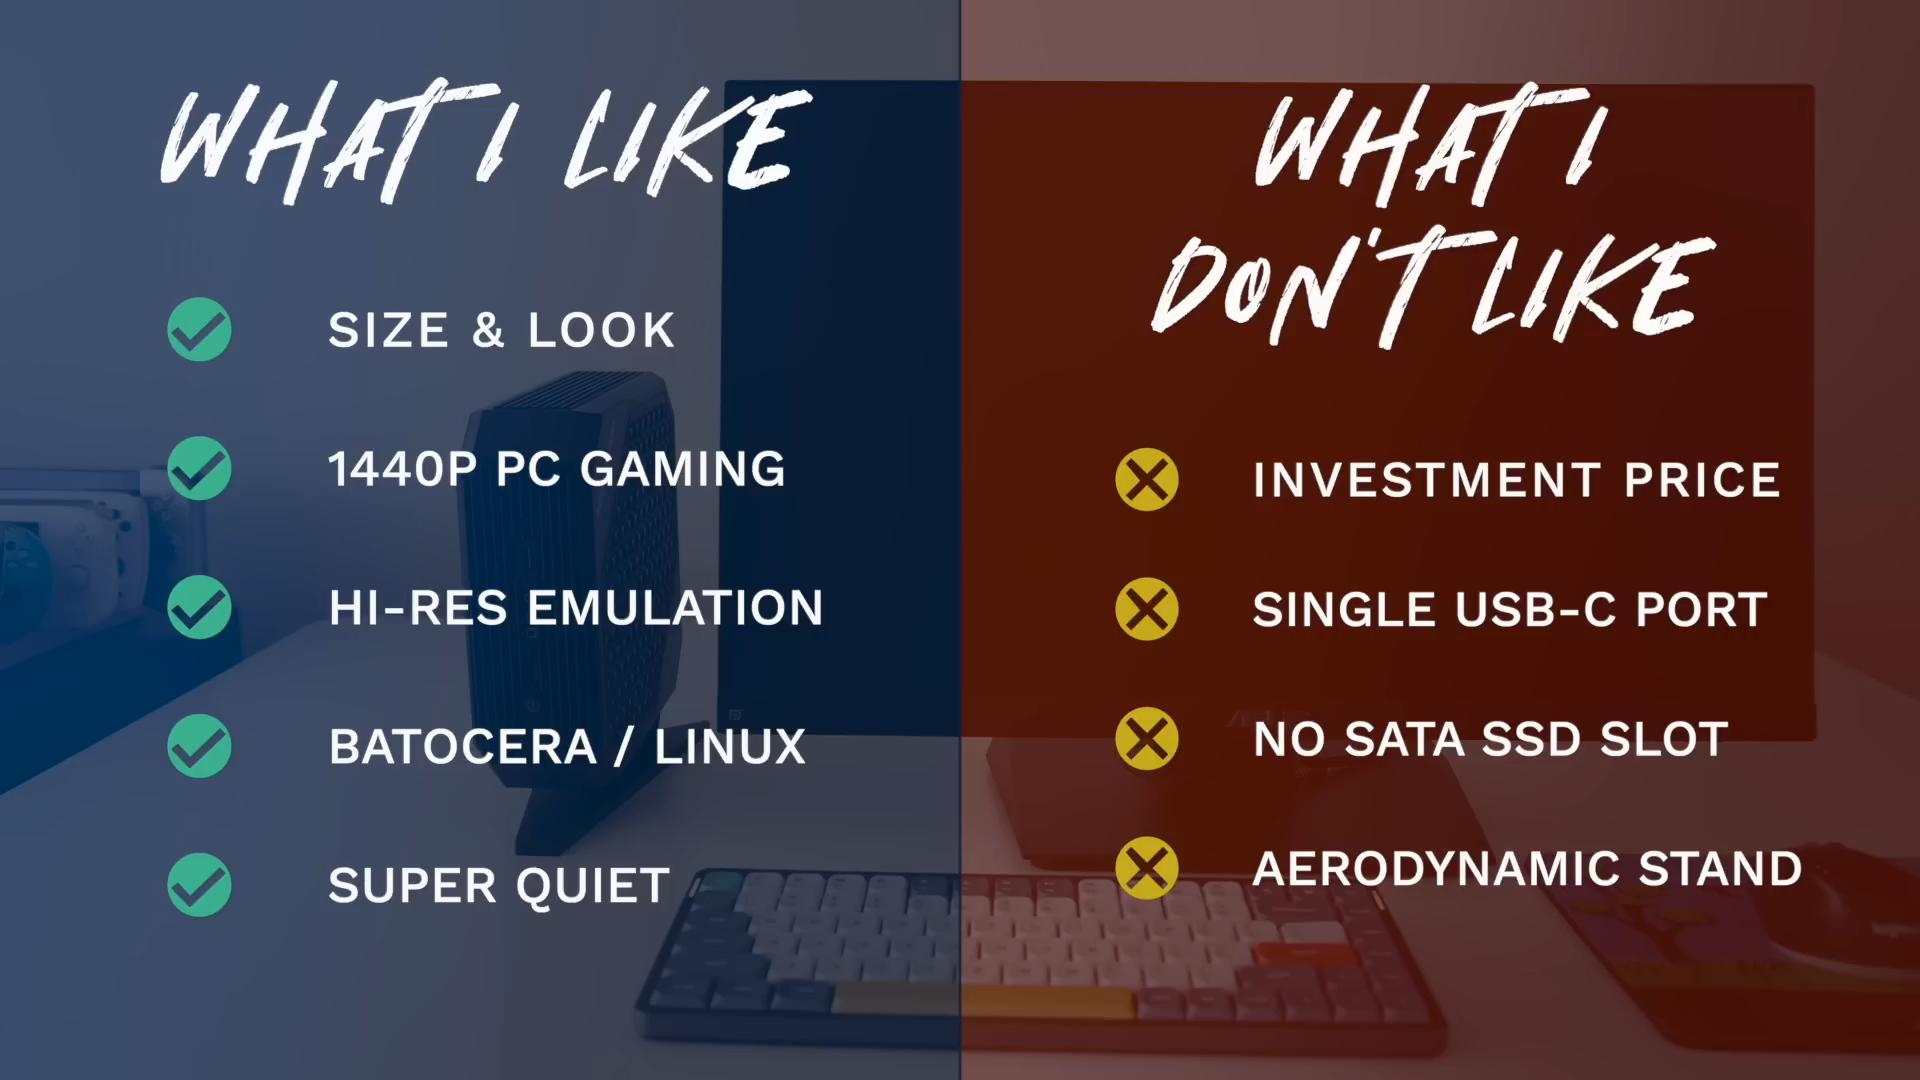 WHAT I LIKE
SIZE & LOOK
1440P PC GAMING
HI-RES EMULATION
BATOCERA / LINUX
SUPER QUIET
WHAT I
DON'T LIKE
INVESTMENT PRICE
SINGLE USB-C PORT
NO SATA SSD SLOT
AERODYNAMIC STAND